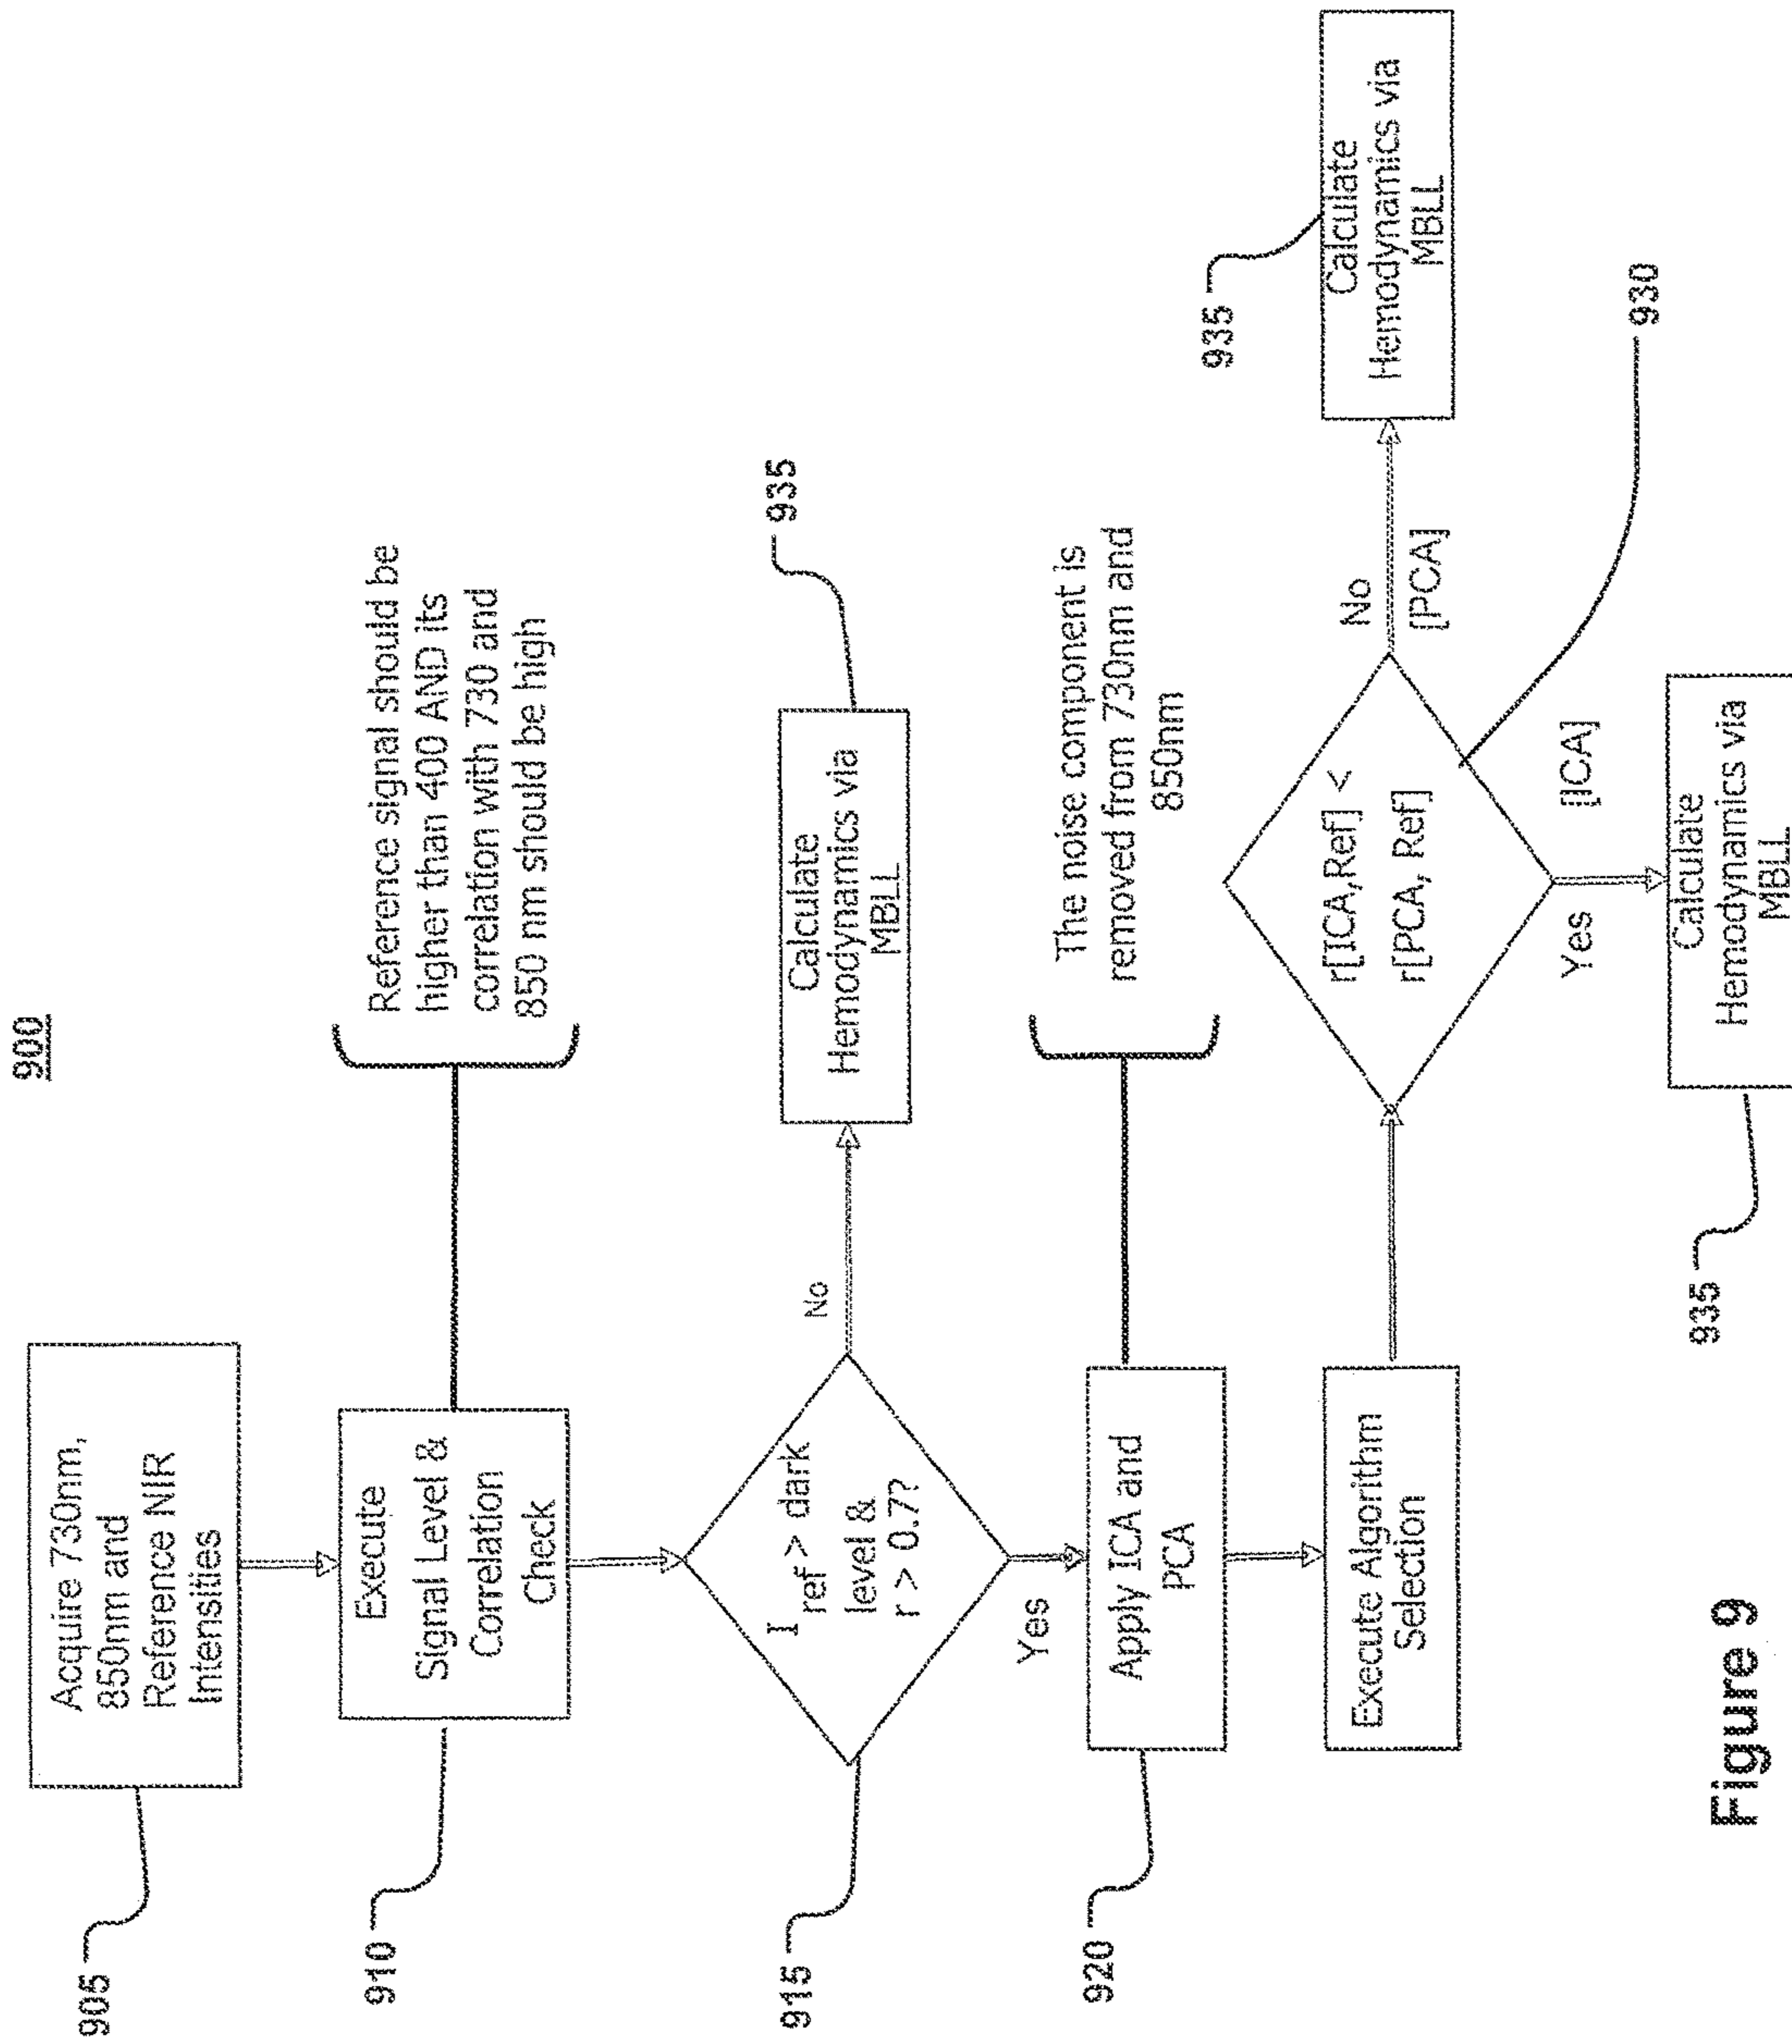 900
905
Acquire 730nm,
850nm and
Reference NIR
Intensities
910
Execute
Signal Level &
Correlation
Check
Reference signal should be
higher than 400 AND its
correlation with 730 and
850 nm should be high
915
I
ref > dark
level &
r > 0.7?
No
Calculate
Hemodynamics via
MBLL
935
Yes
920
Apply ICA and
PCA
The noise component is
removed from 730nm and
850nm
Execute Algorithm
Selection
r[ICA,Ref] <
r[PCA, Ref]
930
No
[PCA]
Calculate
Hemodynamics via
MBLL
935
Yes
[ICA]
Calculate
Hemodynamics via
MBLL
935
Figure 9